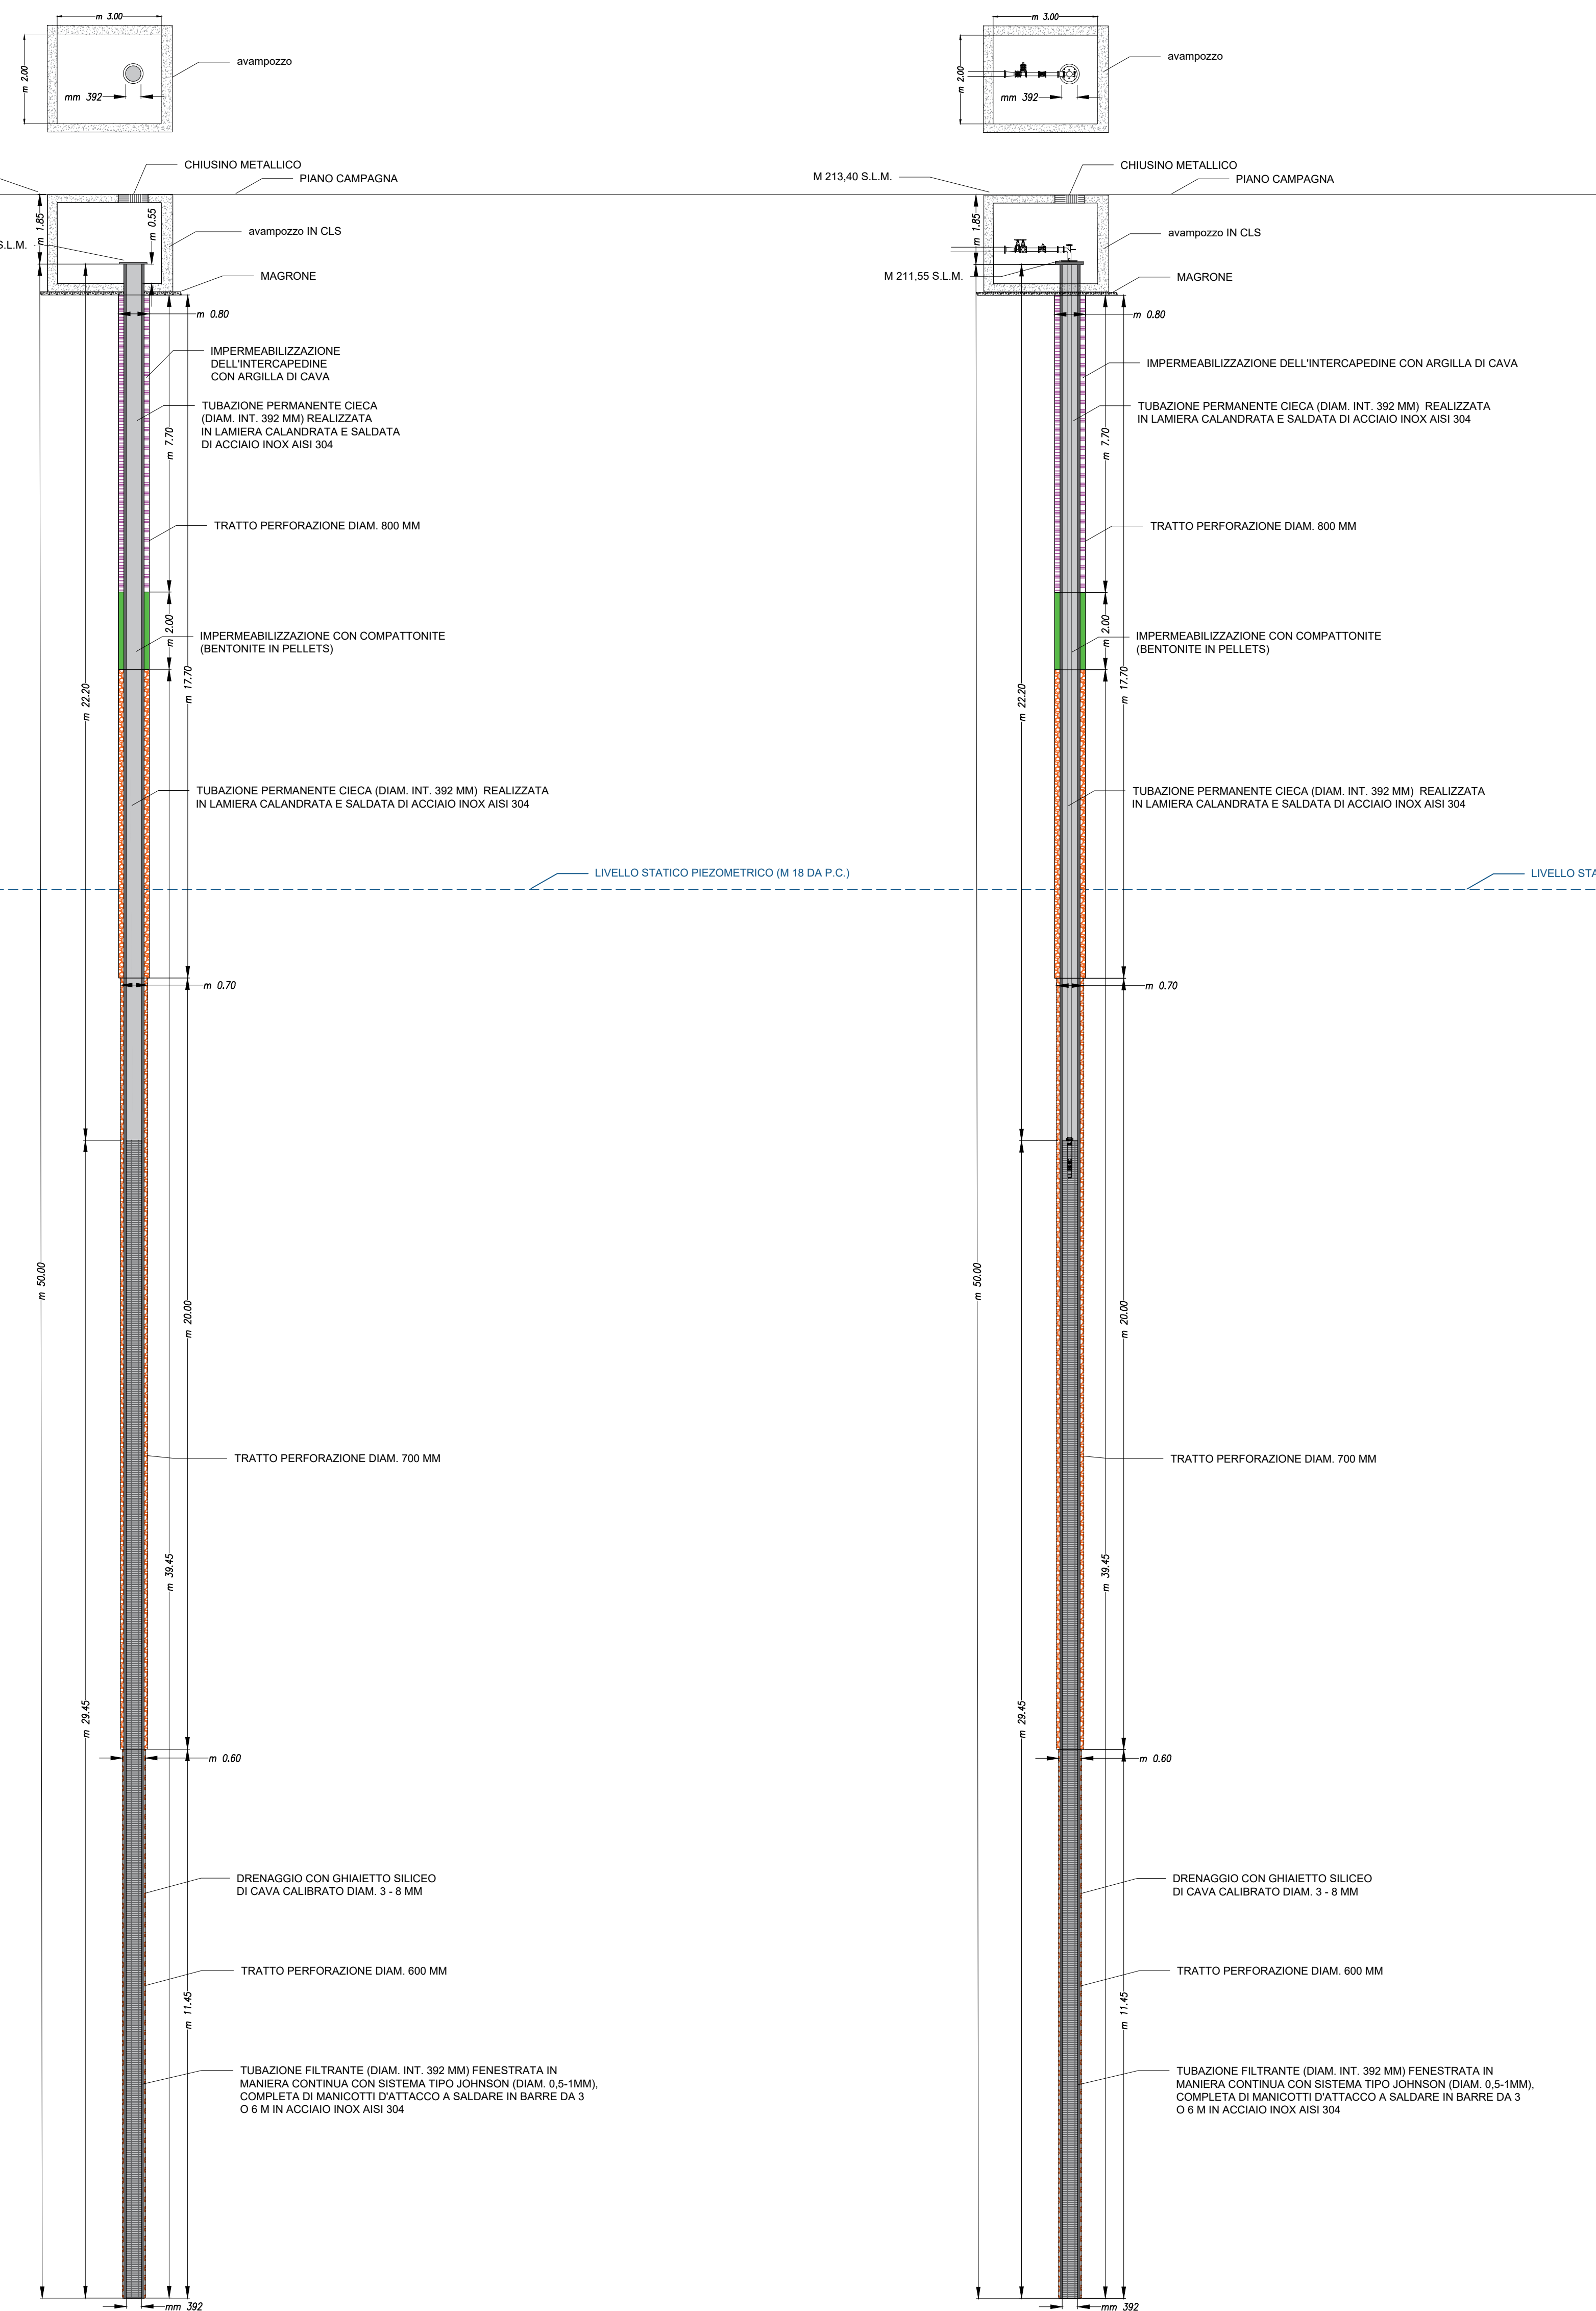 m 3.00
m 2.00
avampozzo
mm 392
CHIUSINO METALLICO
PIANO CAMPAGNA
m 1.85
m 0.55
avampozzo IN CLS
S.L.M.
MAGRONE
m 0.80
IMPERMEABILIZZAZIONE
DELL'INTERCAPEDINE
CON ARGILLA DI CAVA
TUBAZIONE PERMANENTE CIECA
(DIAM. INT. 392 MM) REALIZZATA
IN LAMIERA CALANDRATA E SALDATA
DI ACCIAIO INOX AISI 304
m 7.70
TRATTO PERFORAZIONE DIAM. 800 MM
m 2.00
IMPERMEABILIZZAZIONE CON COMPATTONITE
(BENTONITE IN PELLETS)
m 17.70
m 22.20
TUBAZIONE PERMANENTE CIECA (DIAM. INT. 392 MM) REALIZZATA
IN LAMIERA CALANDRATA E SALDATA DI ACCIAIO INOX AISI 304
LIVELLO STATICO PIEZOMETRICO (M 18 DA P.C.)
m 0.70
m 50.00
m 20.00
TRATTO PERFORAZIONE DIAM. 700 MM
m 39.45
m 29.45
m 0.60
DRENAGGIO CON GHIAIETTO SILICEO
DI CAVA CALIBRATO DIAM. 3 - 8 MM
TRATTO PERFORAZIONE DIAM. 600 MM
m 11.45
TUBAZIONE FILTRANTE (DIAM. INT. 392 MM) FENESTRATA IN
MANIERA CONTINUA CON SISTEMA TIPO JOHNSON (DIAM. 0,5-1MM),
COMPLETA DI MANICOTTI D'ATTACCO A SALDARE IN BARRE DA 3
O 6 M IN ACCIAIO INOX AISI 304
mm 392
m 3.00
m 2.00
avampozzo
mm 392
CHIUSINO METALLICO
M 213,40 S.L.M.
PIANO CAMPAGNA
m 1.85
avampozzo IN CLS
M 211,55 S.L.M.
MAGRONE
m 0.80
IMPERMEABILIZZAZIONE DELL'INTERCAPEDINE CON ARGILLA DI CAVA
TUBAZIONE PERMANENTE CIECA (DIAM. INT. 392 MM) REALIZZATA
IN LAMIERA CALANDRATA E SALDATA DI ACCIAIO INOX AISI 304
m 7.70
TRATTO PERFORAZIONE DIAM. 800 MM
m 2.00
IMPERMEABILIZZAZIONE CON COMPATTONITE
(BENTONITE IN PELLETS)
m 17.70
m 22.20
TUBAZIONE PERMANENTE CIECA (DIAM. INT. 392 MM) REALIZZATA
IN LAMIERA CALANDRATA E SALDATA DI ACCIAIO INOX AISI 304
LIVELLO STA
m 0.70
m 50.00
m 20.00
TRATTO PERFORAZIONE DIAM. 700 MM
m 39.45
m 29.45
m 0.60
DRENAGGIO CON GHIAIETTO SILICEO
DI CAVA CALIBRATO DIAM. 3 - 8 MM
TRATTO PERFORAZIONE DIAM. 600 MM
m 11.45
TUBAZIONE FILTRANTE (DIAM. INT. 392 MM) FENESTRATA IN
MANIERA CONTINUA CON SISTEMA TIPO JOHNSON (DIAM. 0,5-1MM),
COMPLETA DI MANICOTTI D'ATTACCO A SALDARE IN BARRE DA 3
O 6 M IN ACCIAIO INOX AISI 304
mm 392